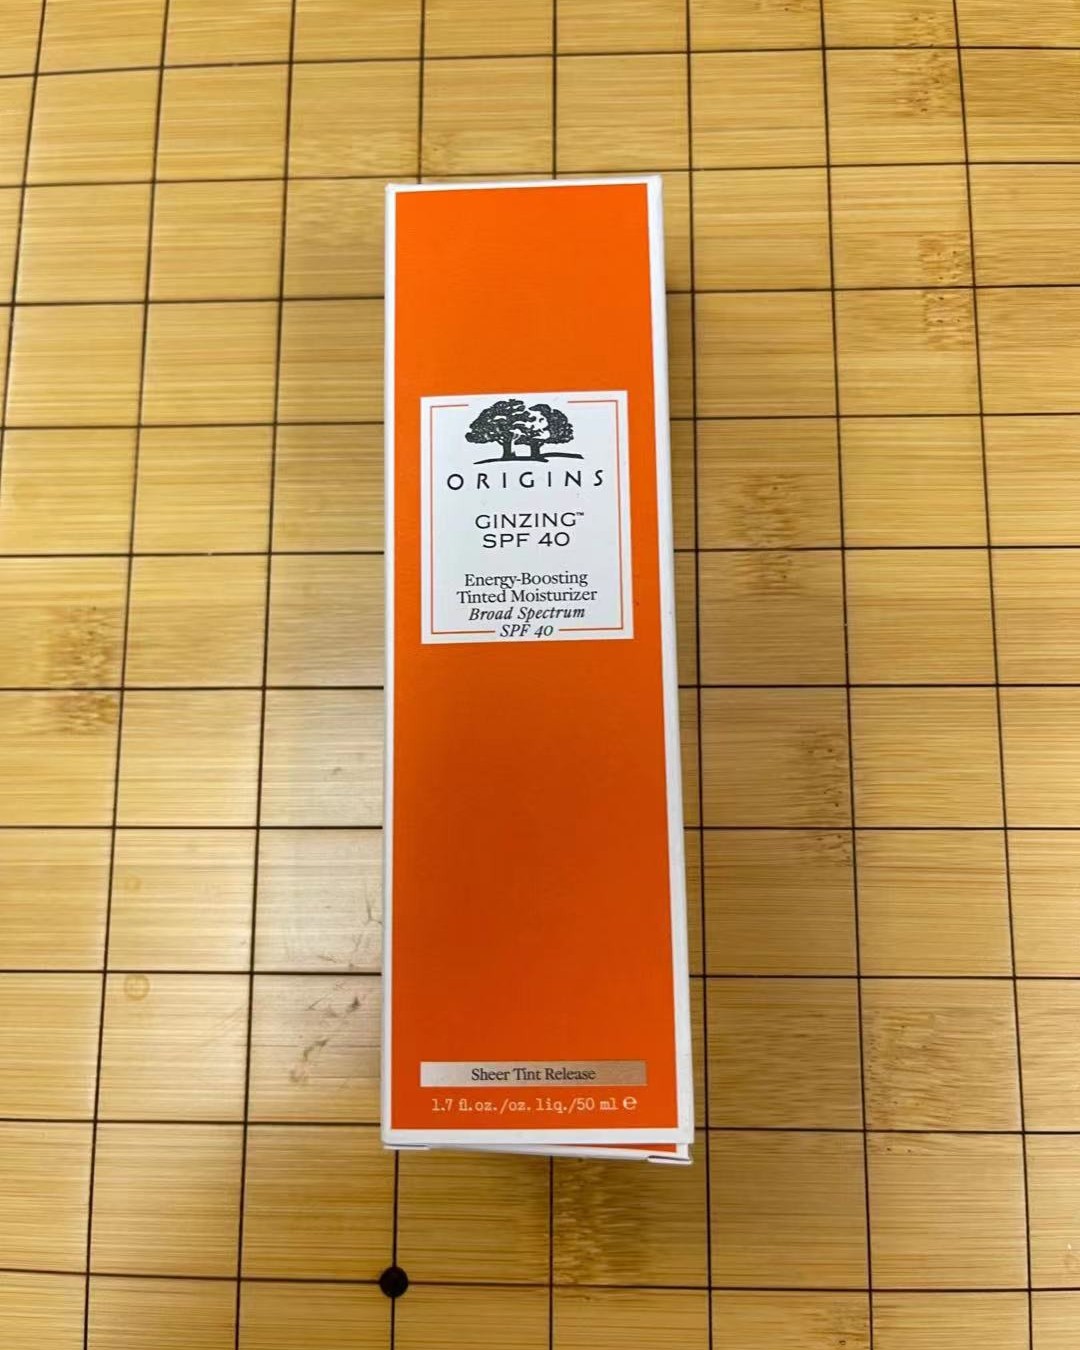 ORIGINS
GINZING™
SPF 40
Energy-Boosting
Tinted Moisturizer
Broad Spectrum
SPF 40
Sheer Tint Release
1.7 fl.oz./oz. liq./50 ml ℮